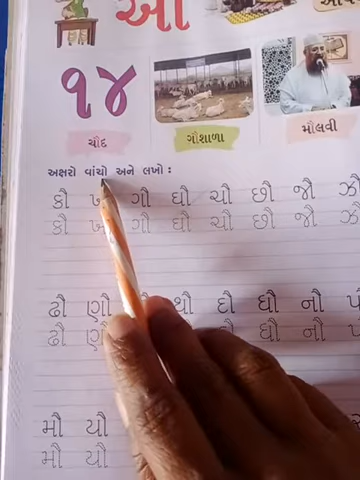 ઔ
૧૪
ચૌદ ગૌશાળા મૌલવી
અક્ષરો વાંચો અને લખો :
કૌ ગૌ ઘૌ ચૌ છૌ જૌ ઝૌ
કૌ ગૌ ઘૌ ચૌ છૌ જૌ ઝૌ
ઢૌ ણૌ થૌ દૌ ધૌ નૌ
ઢૌ ણૌ ધૌ નૌ
મૌ યૌ
મૌ યૌ